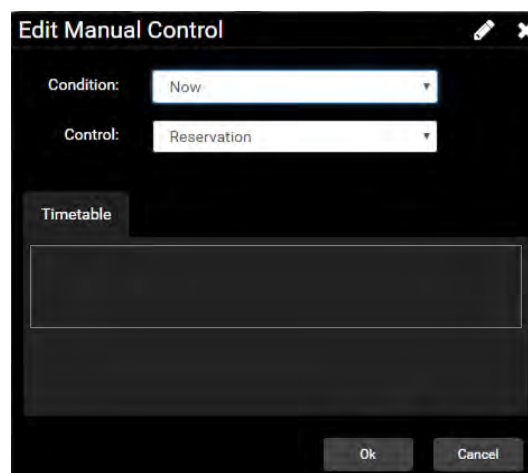 Edit Manual Control
Condition: Now
Control: Reservation
Timetable
Ok Cancel